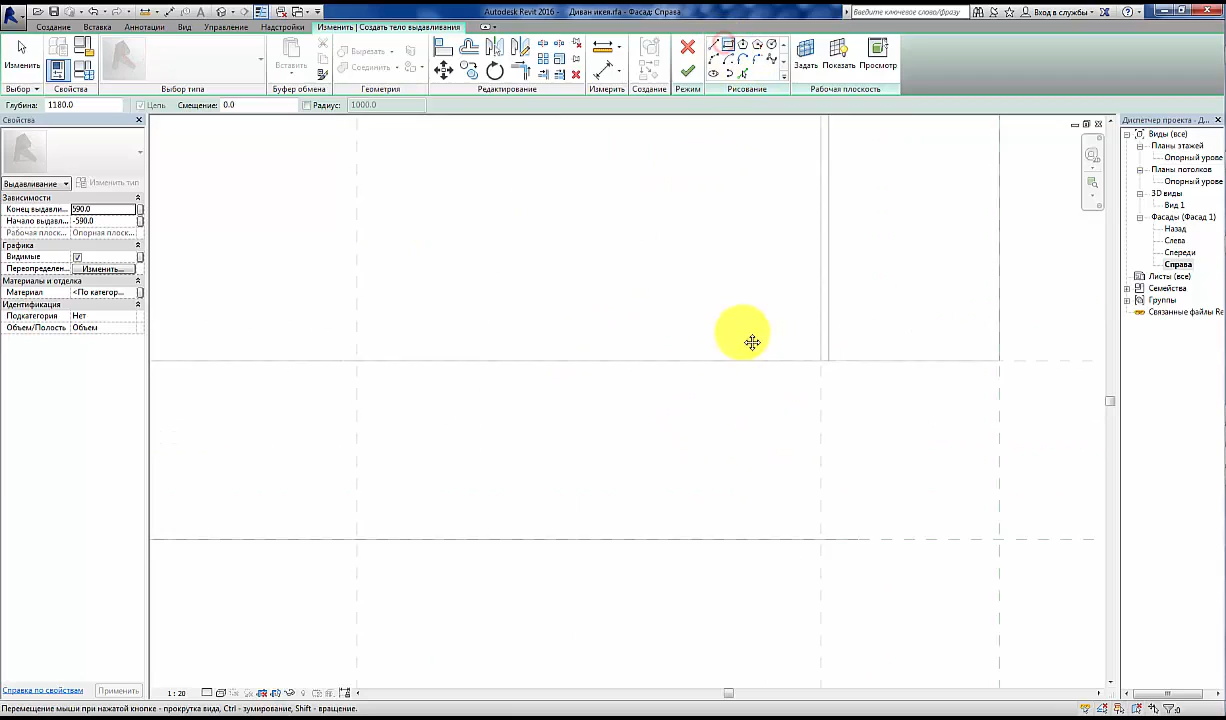 Autodesk Revit 2016 - Диван икея.rfa - Фасад: Справа
Введите ключевое слово/фразу
Вход в службы
Создание Вставка Аннотации Вид Управление Надстройки Изменить | Создать тело выдавливания
Изменить
Вставить
Вырезать
Соединить
Измерить
Создание
Задать Показать Просмотр
Выбор Свойства Выбор типа Буфер обмена Геометрия Редактирование Измерить Создание Режим Рисование Рабочая плоскость
Глубина: 1180.0 Цепь Смещение: 0.0 Радиус: 1000.0
Свойства
Выдавливание Изменить тип
Зависимости
Конец выдавли... 590.0
Начало выдавл... -590.0
Рабочая плоск... Опорная плоск...
Графика
Видимые
Переопределен... Изменить...
Материалы и отделка
Материал <По категор...
Идентификация
Подкатегория Нет
Объем/Полость Объем
Справка по свойствам Применить
Диспетчер проекта - Д...
Виды (все)
Планы этажей
Опорный урове
Планы потолков
Опорный урове
3D виды
Вид 1
Фасады (Фасад 1)
Назад
Слева
Спереди
Справа
Листы (все)
Семейства
Группы
Связанные файлы Re
1 : 20
Перемещение мыши при нажатой кнопке - прокрутка вида, Ctrl - зумирование, Shift - вращение.
:0